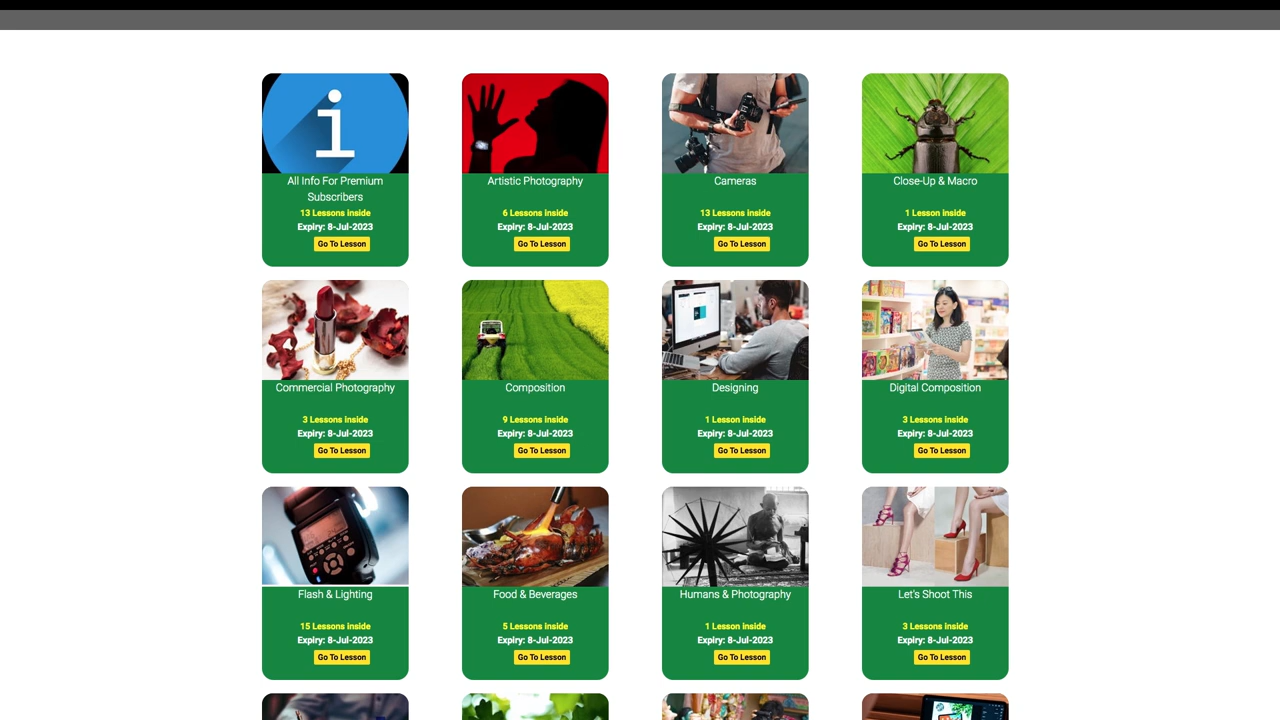 All Info For Premium
Subscribers
13 Lessons inside
Expiry: 8-Jul-2023
Go To Lesson
Artistic Photography
6 Lessons inside
Expiry: 8-Jul-2023
Go To Lesson
Cameras
13 Lessons inside
Expiry: 8-Jul-2023
Go To Lesson
Close-Up & Macro
1 Lesson inside
Expiry: 8-Jul-2023
Go To Lesson
Commercial Photography
3 Lessons inside
Expiry: 8-Jul-2023
Go To Lesson
Composition
9 Lessons inside
Expiry: 8-Jul-2023
Go To Lesson
Designing
1 Lesson inside
Expiry: 8-Jul-2023
Go To Lesson
Digital Composition
3 Lessons inside
Expiry: 8-Jul-2023
Go To Lesson
Flash & Lighting
15 Lessons inside
Expiry: 8-Jul-2023
Go To Lesson
Food & Beverages
5 Lessons inside
Expiry: 8-Jul-2023
Go To Lesson
Humans & Photography
1 Lesson inside
Expiry: 8-Jul-2023
Go To Lesson
Let's Shoot This
3 Lessons inside
Expiry: 8-Jul-2023
Go To Lesson